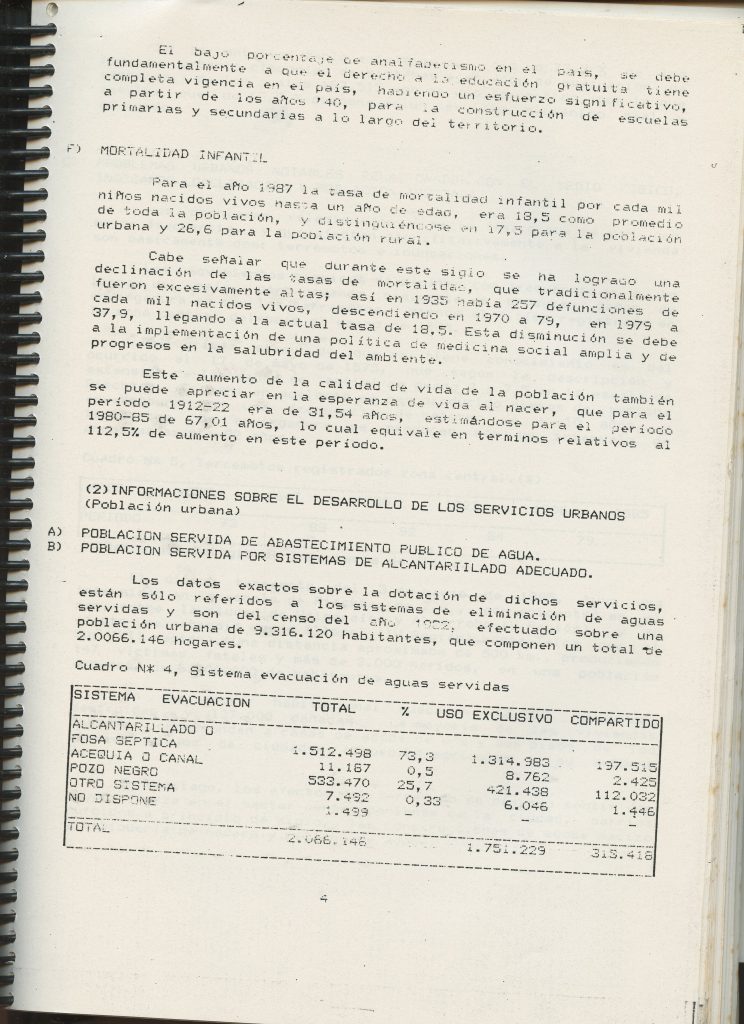 El bajo porcentaje de analfabetismo en el país, se debe
fundamentalmente a que el derecho a la educación gratuita tiene
completa vigencia en el país, habiendo un esfuerzo significativo,
a partir de los años '40, para la construcción de escuelas
primarias y secundarias a lo largo del territorio.
F) MORTALIDAD INFANTIL
Para el año 1987 la tasa de mortalidad infantil por cada mil
niños nacidos vivos hasta un año de edad, era 18,5 como promedio
de toda la población, y distinguiéndose en 17,3 para la población
urbana y 26,6 para la población rural.
Cabe señalar que durante este siglo se ha logrado una
declinación de las tasas de mortalidad, que tradicionalmente
fueron excesivamente altas; así en 1935 había 257 defunciones de
cada mil nacidos vivos, descendiendo en 1970 a 79, en 1979 a
37,9, llegando a la actual tasa de 18,5. Esta disminución se debe
a la implementación de una política de medicina social amplia y de
progresos en la salubridad del ambiente.
Este aumento de la calidad de vida de la población también
se puede apreciar en la esperanza de vida al nacer, que para el
período 1912-22 era de 31,54 años, estimándose para el período
1980-85 de 67,01 años, lo cual equivale en terminos relativos al
112,5% de aumento en este período.
(2)INFORMACIONES SOBRE EL DESARROLLO DE LOS SERVICIOS URBANOS
(Población urbana)
A) POBLACION SERVIDA DE ABASTECIMIENTO PUBLICO DE AGUA.
B) POBLACION SERVIDA POR SISTEMAS DE ALCANTARIILADO ADECUADO.
Los datos exactos sobre la dotación de dichos servicios,
están sólo referidos a los sistemas de eliminación de aguas
servidas y son del censo del año 1982, efectuado sobre una
población urbana de 9.316.120 habitantes, que componen un total de
2.0066.146 hogares.
Cuadro N* 4, Sistema evacuación de aguas servidas
SISTEMA EVACUACION TOTAL % USO EXCLUSIVO COMPARTIDO
ALCANTARILLADO O
FOSA SEPTICA 1.512.498 73,3 1.314.983 197.515
ACEQUIA O CANAL 11.187 0,5 8.762 2.425
POZO NEGRO 533.470 25,7 421.438 112.032
OTRO SISTEMA 7.492 0,33 6.046 1.446
NO DISPONE 1.499 - - -
TOTAL 2.066.146 1.751.229 313.418
4